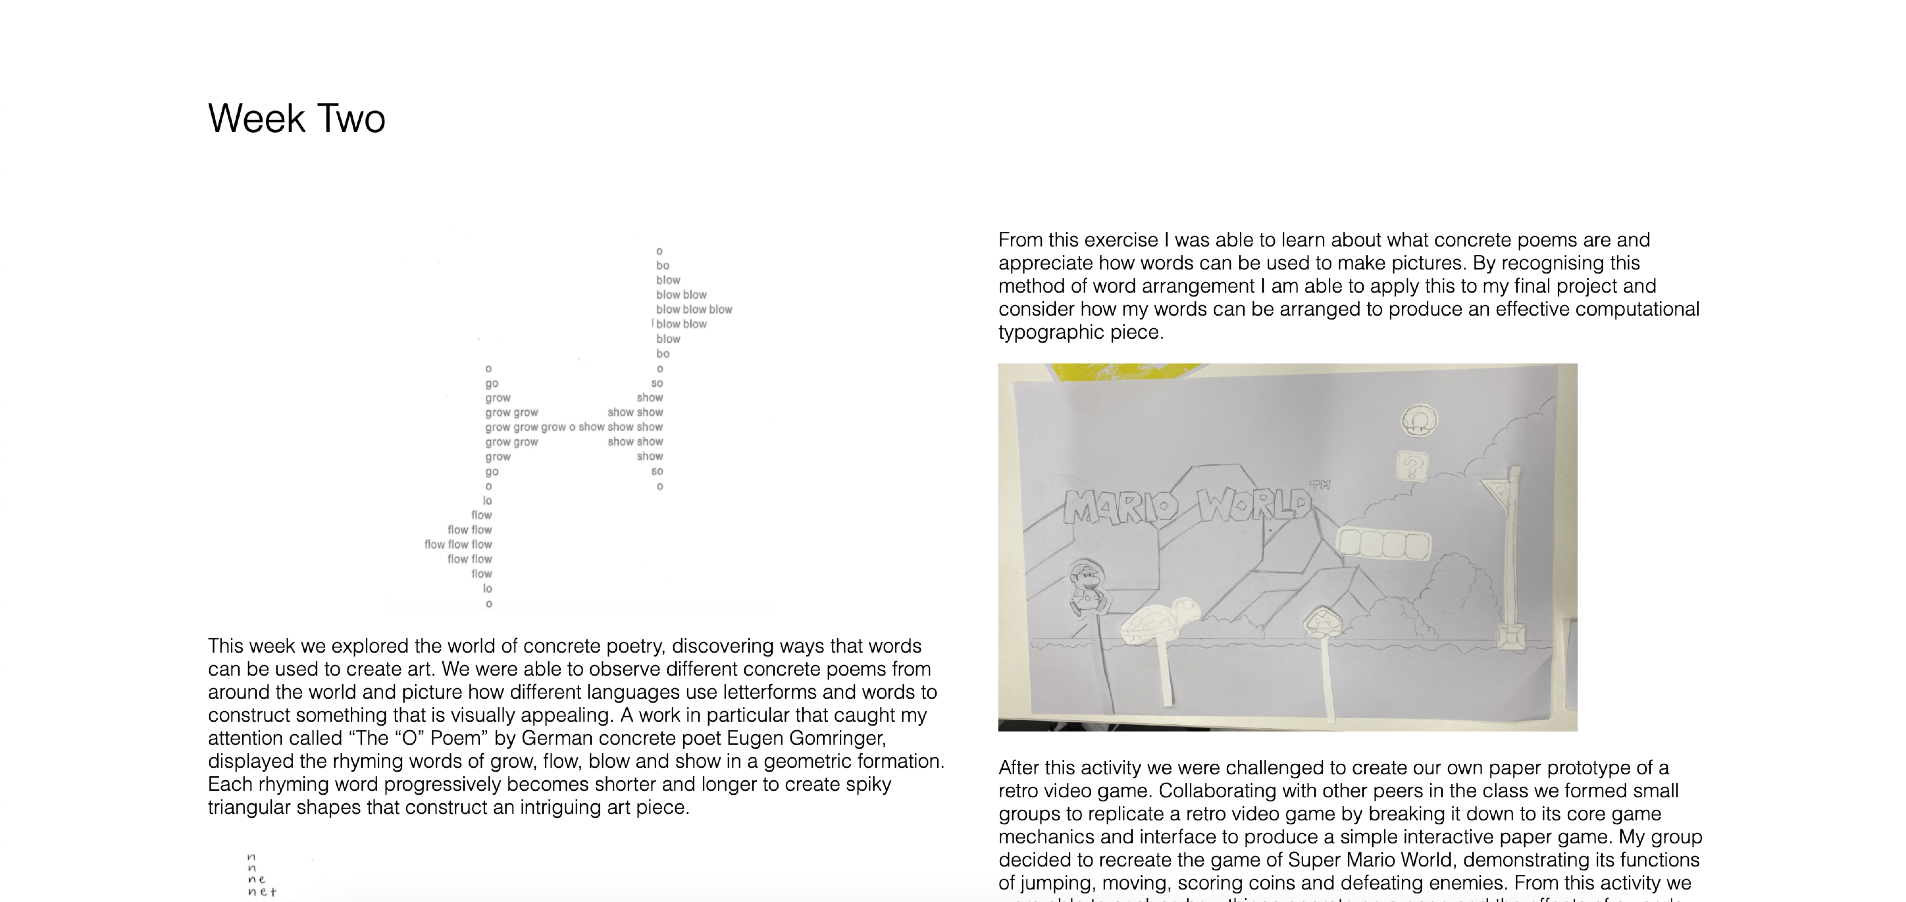 Week Two
o
bo
blow
blow blow
blow blow blow
blow blow
blow
bo
o o
go so
grow show
grow grow show show
grow grow grow o show show show
grow grow show show
grow show
go so
o o
lo
flow
flow flow
flow flow flow
flow flow
flow
lo
o
This week we explored the world of concrete poetry, discovering ways that words
can be used to create art. We were able to observe different concrete poems from
around the world and picture how different languages use letterforms and words to
construct something that is visually appealing. A work in particular that caught my
attention called “The “O” Poem” by German concrete poet Eugen Gomringer,
displayed the rhyming words of grow, flow, blow and show in a geometric formation.
Each rhyming word progressively becomes shorter and longer to create spiky
triangular shapes that construct an intriguing art piece.
n
n
ne
net
From this exercise I was able to learn about what concrete poems are and
appreciate how words can be used to make pictures. By recognising this
method of word arrangement I am able to apply this to my final project and
consider how my words can be arranged to produce an effective computational
typographic piece.
MARIO WORLD TM
?
After this activity we were challenged to create our own paper prototype of a
retro video game. Collaborating with other peers in the class we formed small
groups to replicate a retro video game by breaking it down to its core game
mechanics and interface to produce a simple interactive paper game. My group
decided to recreate the game of Super Mario World, demonstrating its functions
of jumping, moving, scoring coins and defeating enemies. From this activity we